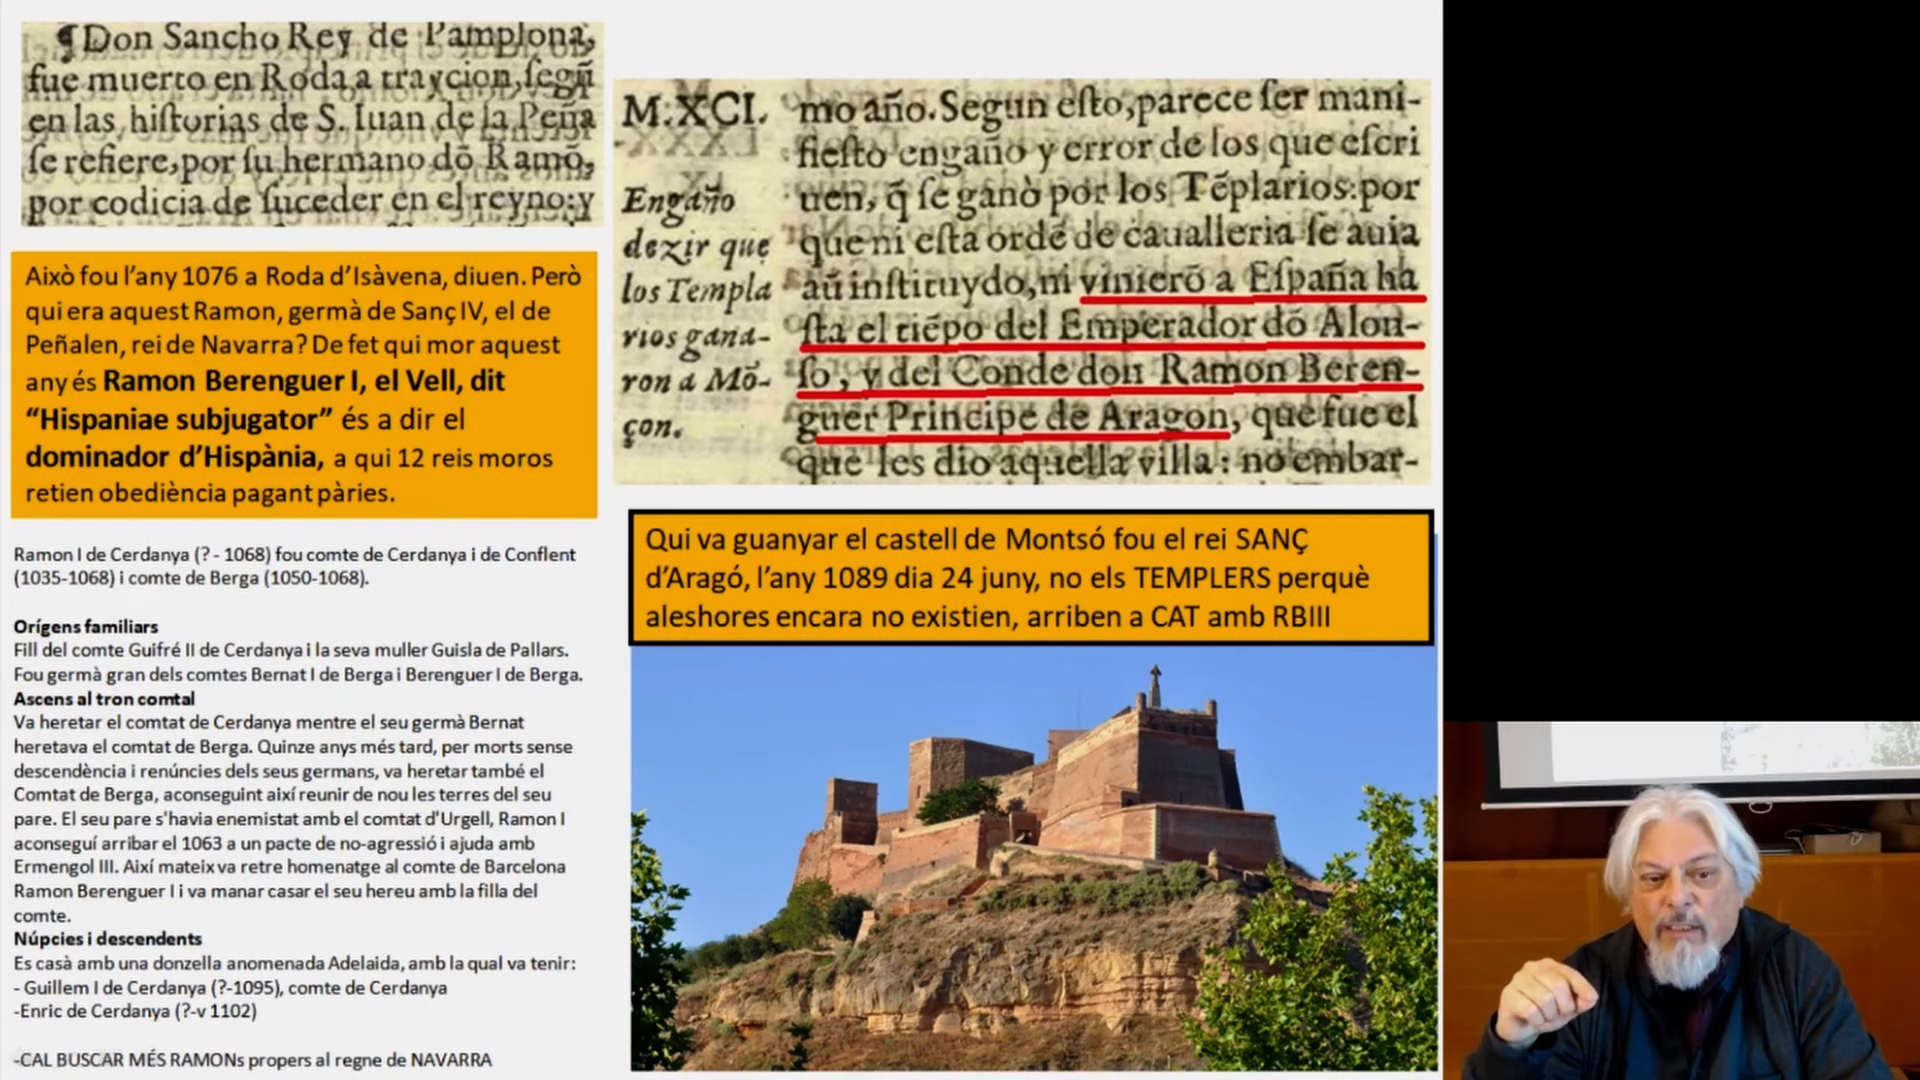 ¶ Don Sancho Rey de Pamplona,
fue muerto en Roda a traycion, segũ
en las historias de S. Iuan de la Peña
se refiere, por su hermano dõ Ramõ,
por codicia de suceder en el reyno: y
Això fou l'any 1076 a Roda d'Isàvena, diuen. Però
qui era aquest Ramon, germà de Sanç IV, el de
Peñalen, rei de Navarra? De fet qui mor aquest
any és Ramon Berenguer I, el Vell, dit
“Hispaniae subjugator” és a dir el
dominador d'Hispània, a qui 12 reis moros
retien obediència pagant pàries.
Ramon I de Cerdanya (? - 1068) fou comte de Cerdanya i de Conflent
(1035-1068) i comte de Berga (1050-1068).
Orígens familiars
Fill del comte Guifré II de Cerdanya i la seva muller Guisla de Pallars.
Fou germà gran dels comtes Bernat I de Berga i Berenguer I de Berga.
Ascens al tron comtal
Va heretar el comtat de Cerdanya mentre el seu germà Bernat
heretava el comtat de Berga. Quinze anys més tard, per morts sense
descendència i renúncies dels seus germans, va heretar també el
Comtat de Berga, aconseguint així reunir de nou les terres del seu
pare. El seu pare s'havia enemistat amb el comtat d'Urgell, Ramon I
aconseguí arribar el 1063 a un pacte de no-agressió i ajuda amb
Ermengol III. Així mateix va retre homenatge al comte de Barcelona
Ramon Berenguer I i va manar casar el seu hereu amb la filla del
comte.
Núpcies i descendents
Es casà amb una donzella anomenada Adelaida, amb la qual va tenir:
- Guillem I de Cerdanya (?-1095), comte de Cerdanya
-Enric de Cerdanya (?-v 1102)
-CAL BUSCAR MÉS RAMONs propers al regne de NAVARRA
M.XCI.
Engaño
dezir que
los Templa
rios gana-
ron a Mõ-
çon.
mo año. Segun esto, parece ser mani-
fiesto engaño y error de los que escri
uen, q̃ se ganò por los Tẽplarios: por
que ni esta ordẽ de caualleria se auia
aũ instituydo, ni vinierõ a España ha
sta el tiẽpo del Emperador dõ Alon-
so, y del Conde don Ramon Beren-
guer Principe de Aragon, que fue el
que les dio aquella villa: no embar-
Qui va guanyar el castell de Montsó fou el rei SANÇ
d'Aragó, l'any 1089 dia 24 juny, no els TEMPLERS perquè
aleshores encara no existien, arriben a CAT amb RBIII